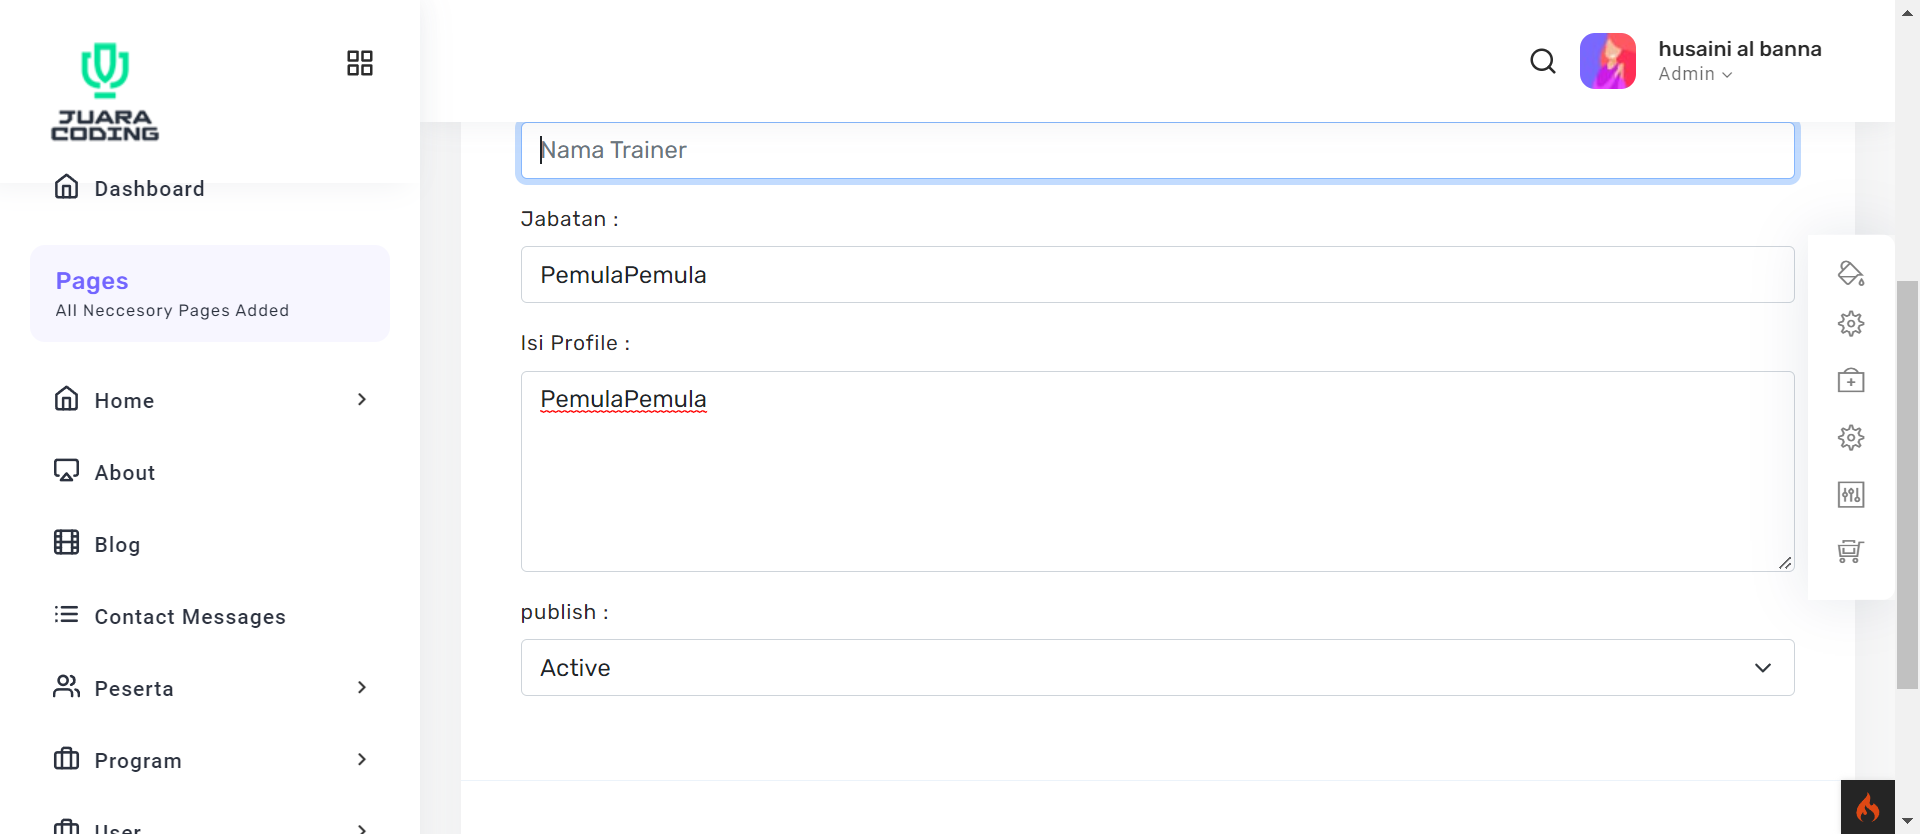 JUARA
CODING
Dashboard
Pages
All Neccesory Pages Added
Home
About
Blog
Contact Messages
Peserta
Program
User
husaini al banna
Admin
Nama Trainer
Jabatan :
PemulaPemula
Isi Profile :
PemulaPemula
publish :
Active